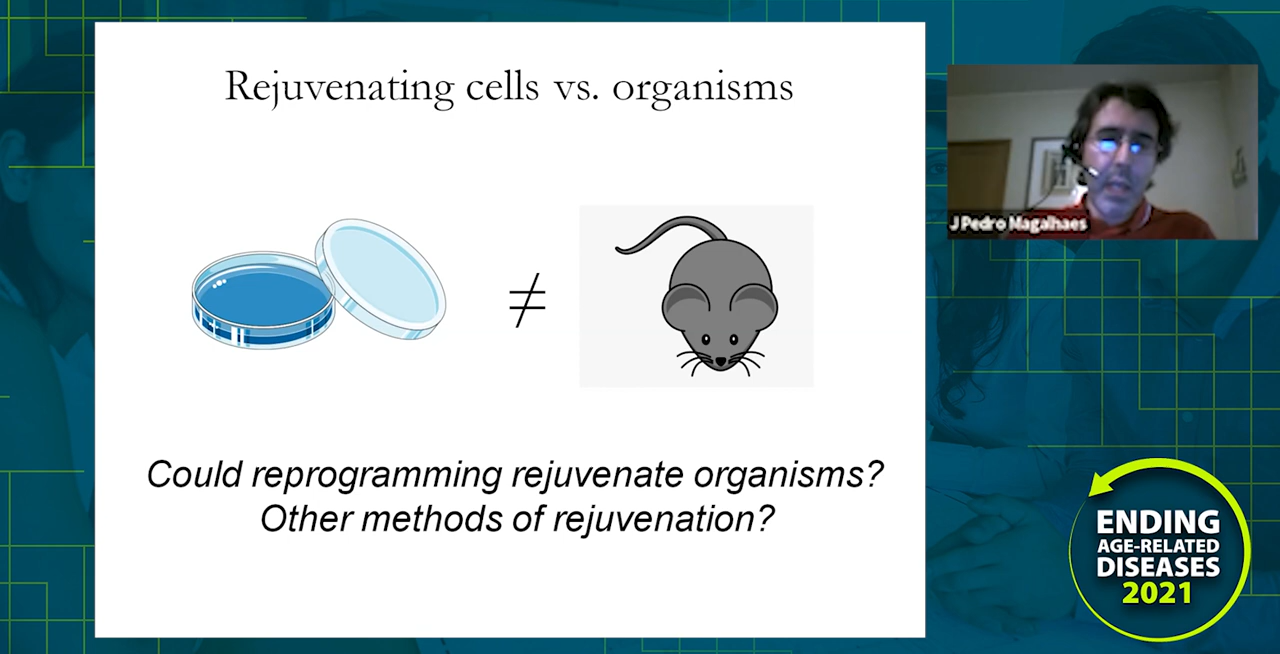 Rejuvenating cells vs. organisms
≠
Could reprogramming rejuvenate organisms?
Other methods of rejuvenation?
J Pedro Magalhaes
ENDING
AGE-RELATED
DISEASES
2021